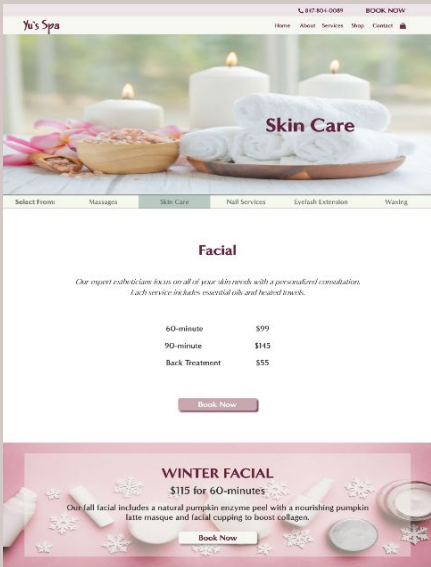 847-804-0089 BOOK NOW
Yu's Spa
Home About Services Shop Contact
Skin Care
Select From: Massages Skin Care Nail Services Eyelash Extension Waxing
Facial
Our expert estheticians focus on all of your skin needs with a personalized consultation.
Each service includes essential oils and heated towels.
60-minute $99
90-minute $145
Back Treatment $55
Book Now
WINTER FACIAL
$115 for 60-minutes
Our fall facial includes a natural pumpkin enzyme peel with a nourishing pumpkin
latte masque and facial cupping to boost collagen.
Book Now